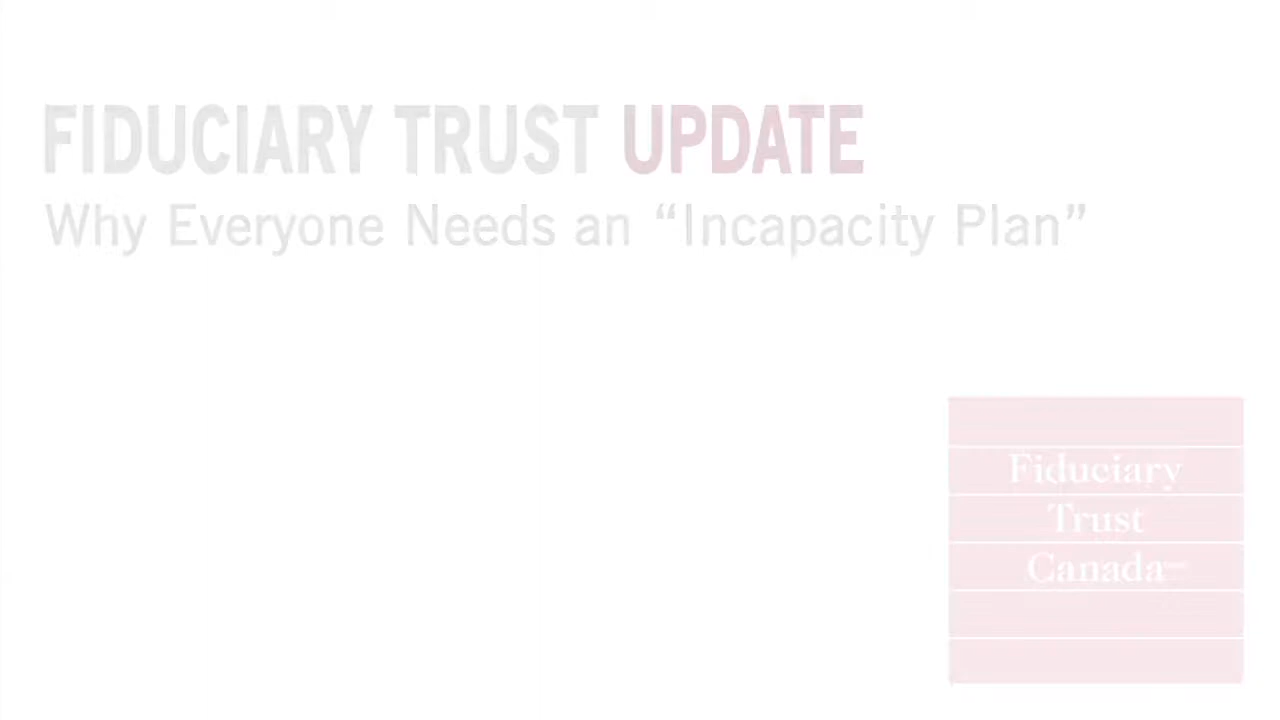 FIDUCIARY TRUST UPDATE
Why Everyone Needs an “Incapacity Plan”
Fiduciary
Trust
Canada